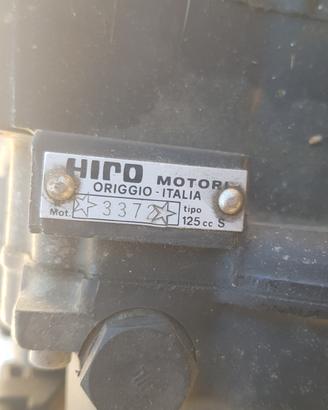 HIRO MOTORI
ORIGGIO - ITALIA
Mot. ☆3372☆ tipo
125 cc S